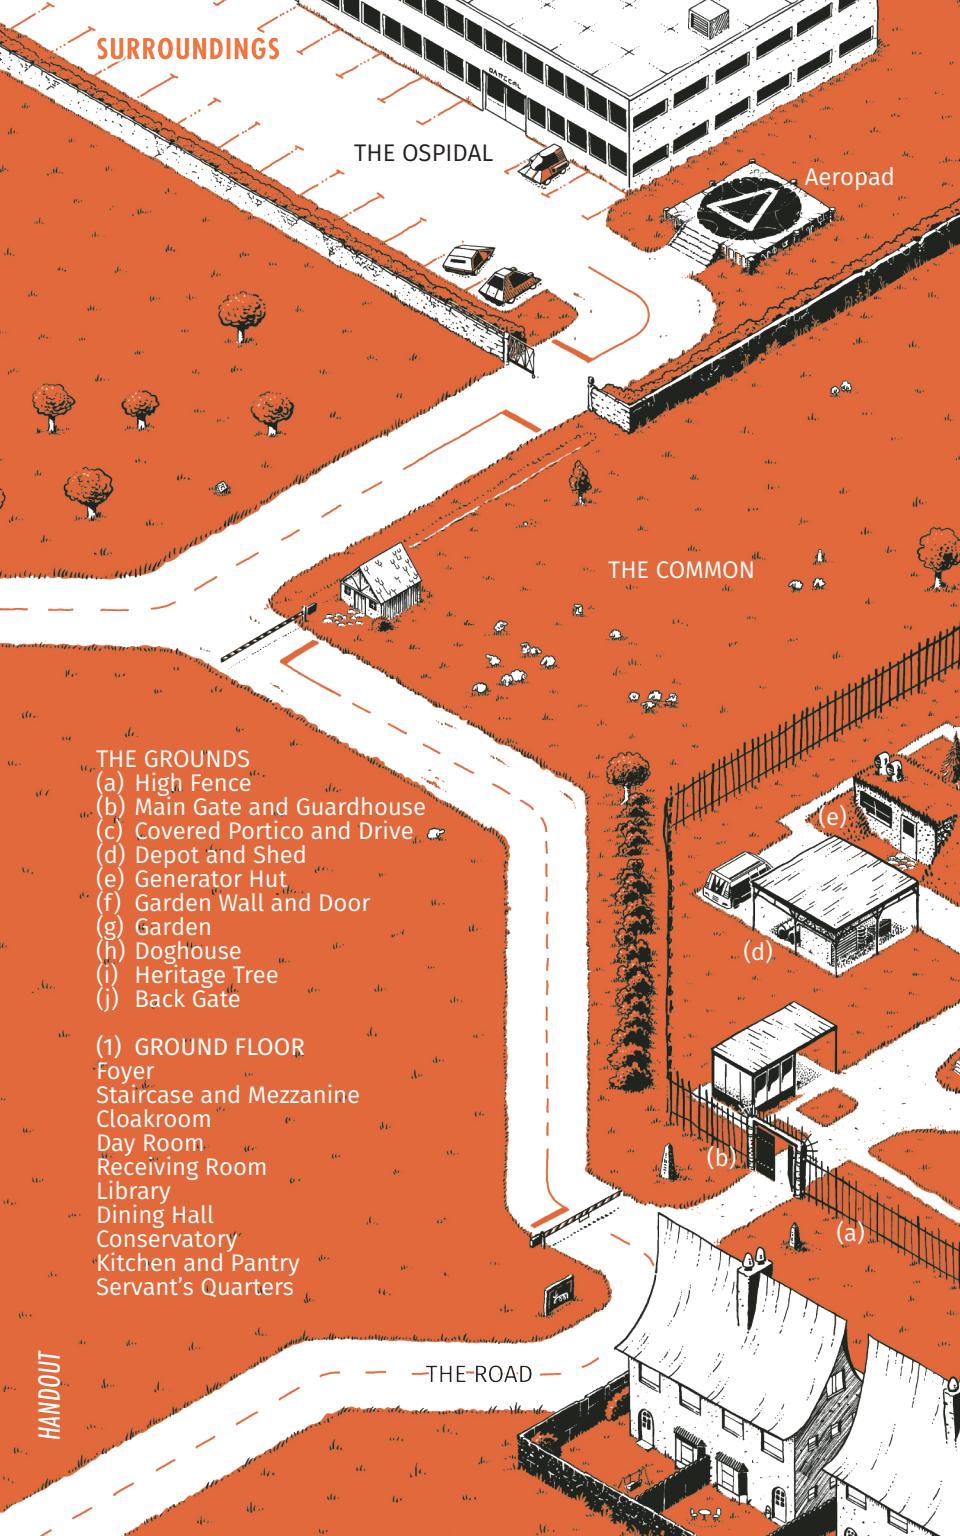 SURROUNDINGS
THE OSPIDAL
Aeropad
THE COMMON
THE GROUNDS
(a) High Fence
(b) Main Gate and Guardhouse
(c) Covered Portico and Drive
(d) Depot and Shed
(e) Generator Hut
(f) Garden Wall and Door
(g) Garden
(h) Doghouse
(i) Heritage Tree
(j) Back Gate
(1) GROUND FLOOR
Foyer
Staircase and Mezzanine
Cloakroom
Day Room
Receiving Room
Library
Dining Hall
Conservatory
Kitchen and Pantry
Servant’s Quarters
(e)
(d)
(b)
(a)
THE ROAD
HANDOUT